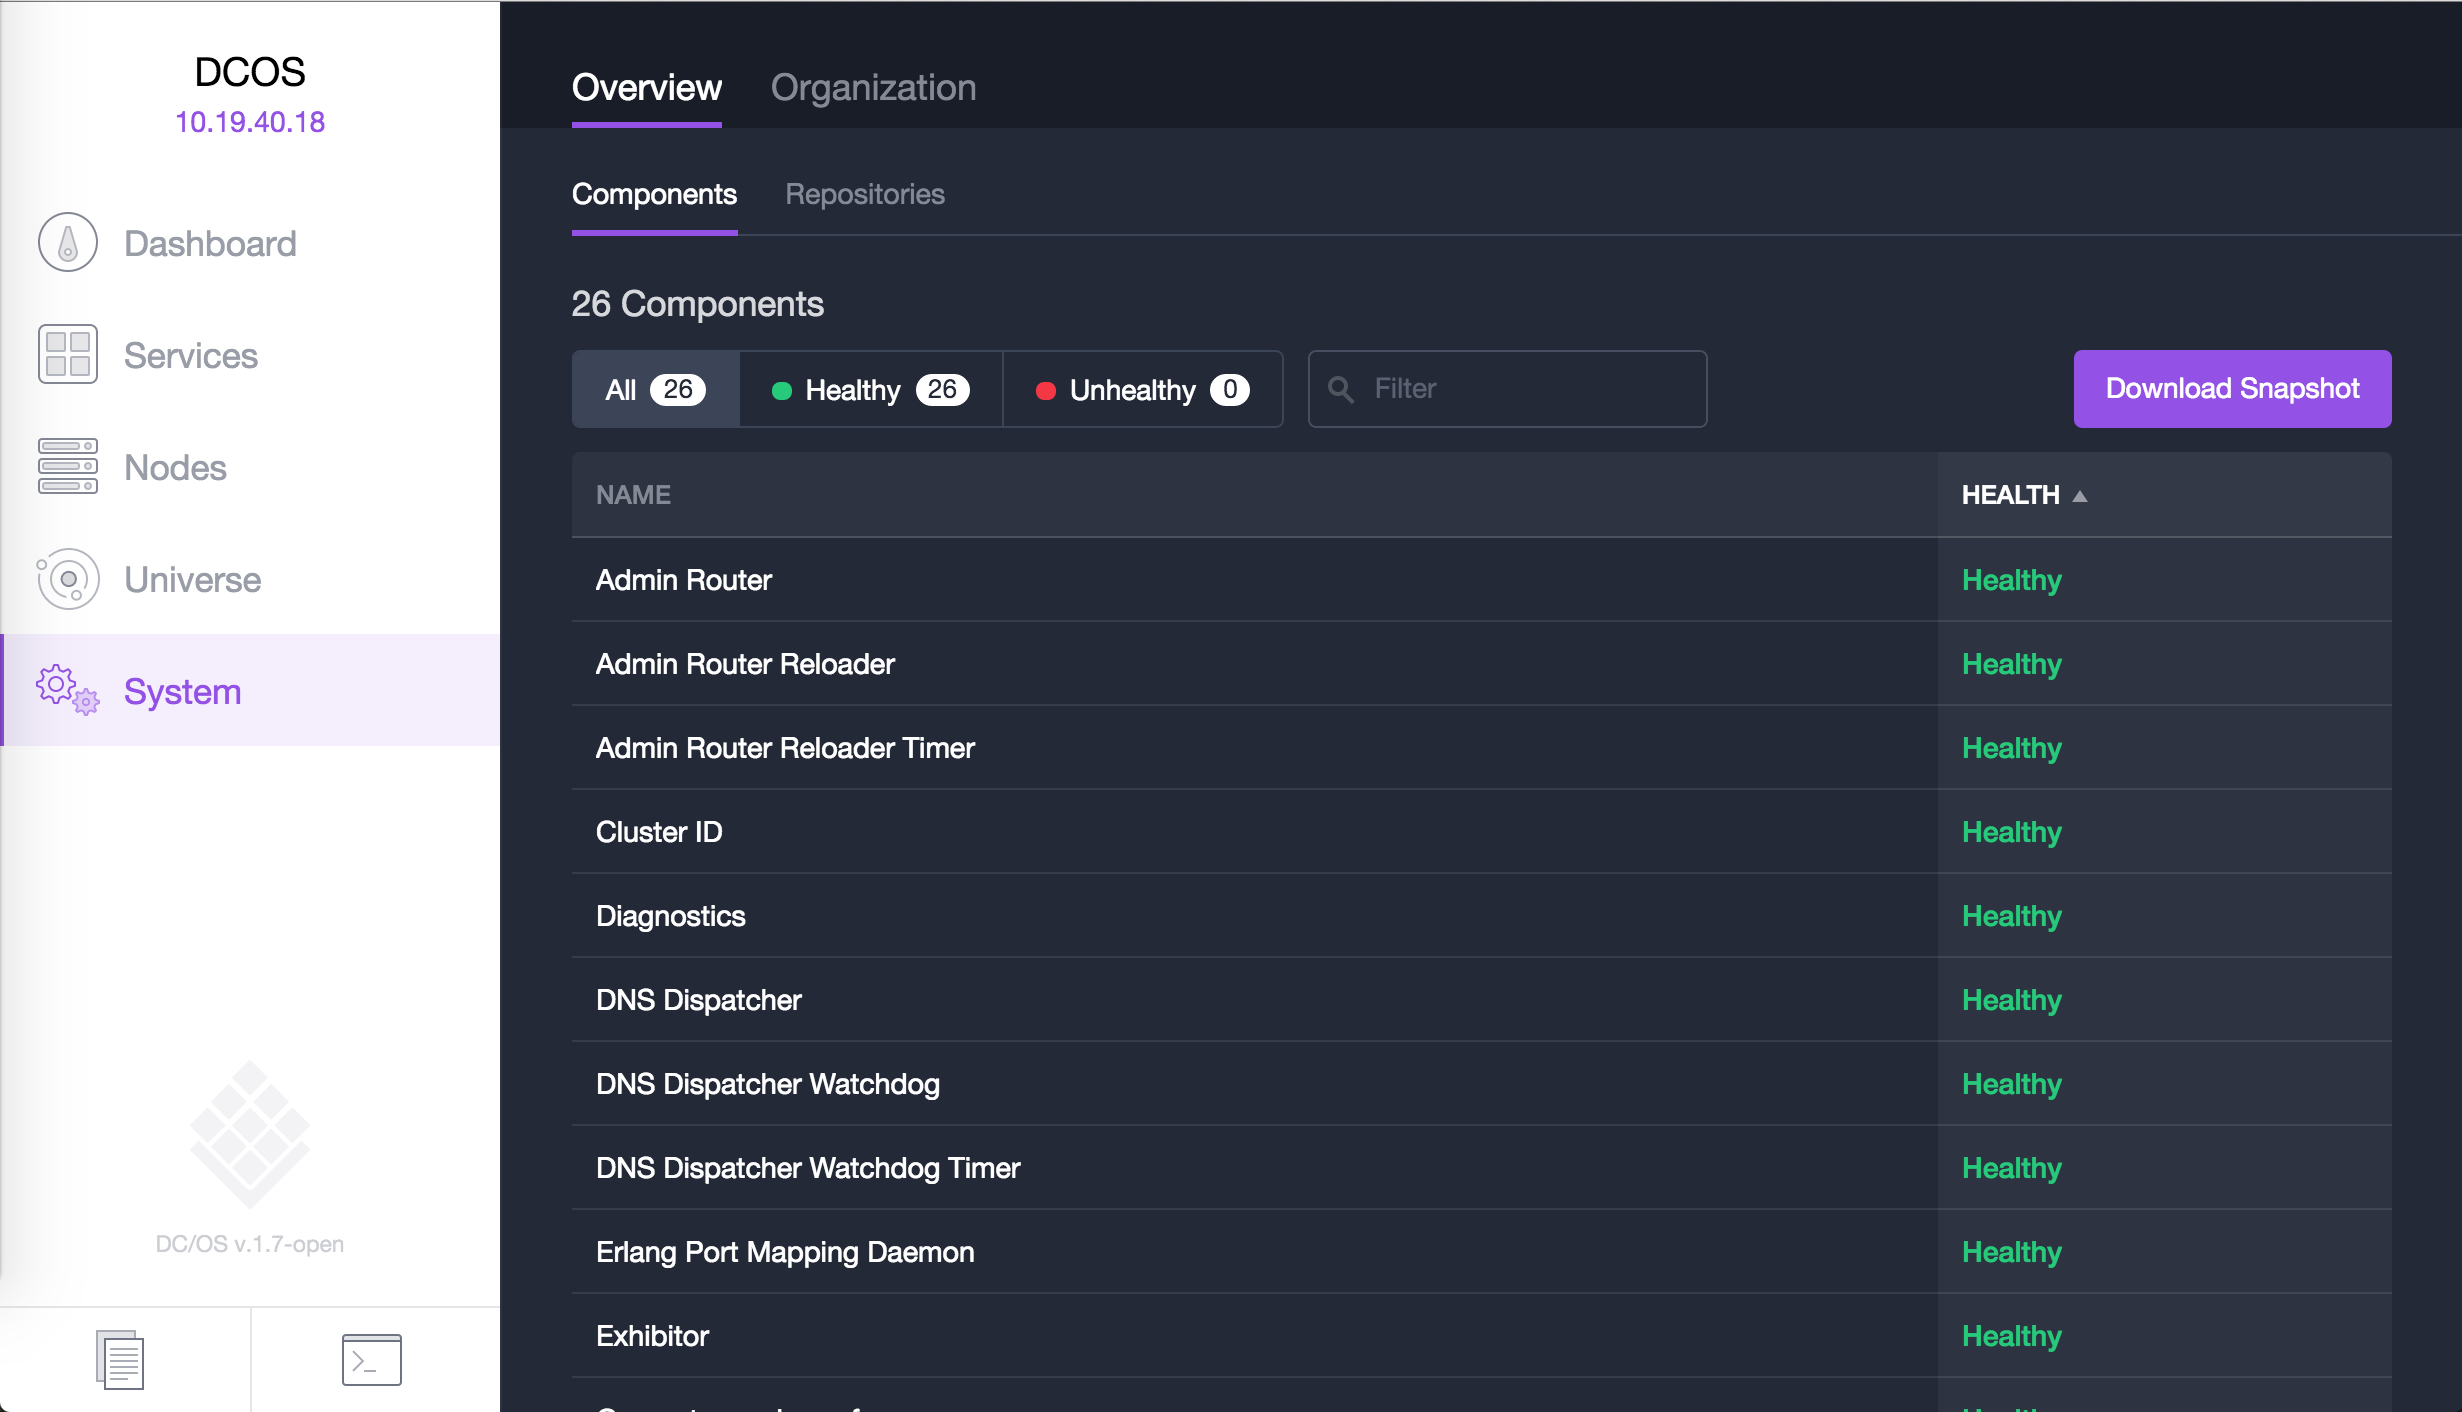 DCOS
10.19.40.18
Dashboard
Services
Nodes
Universe
System
DC/OS v.1.7-open
Overview Organization
Components Repositories
26 Components
All 26 Healthy 26 Unhealthy 0 Filter Download Snapshot
NAME HEALTH
Admin Router Healthy
Admin Router Reloader Healthy
Admin Router Reloader Timer Healthy
Cluster ID Healthy
Diagnostics Healthy
DNS Dispatcher Healthy
DNS Dispatcher Watchdog Healthy
DNS Dispatcher Watchdog Timer Healthy
Erlang Port Mapping Daemon Healthy
Exhibitor Healthy